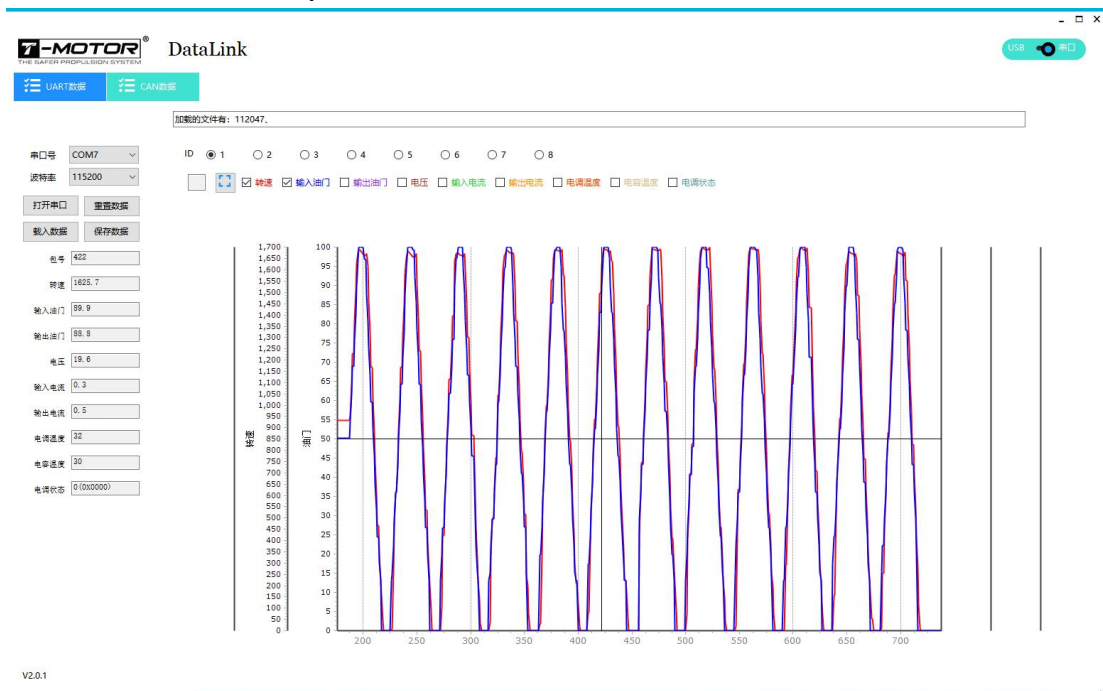 T-MOTOR® DataLink
THE SAFER PROPULSION SYSTEM
USB 串口
UART数据 CAN数据
加载的文件有：112047,
串口号 COM7
ID 1 2 3 4 5 6 7 8
波特率 115200
转速 输入油门 输出油门 电压 输入电流 输出电流 电调温度 电容温度 电调状态
打开串口 重置数据
载入数据 保存数据
包号 422
转速 1625.7
输入油门 89.9
输出油门 98.8
电压 19.6
输入电流 0.3
输出电流 0.5
电调温度 32
电容温度 30
电调状态 0(0X0000)
转速
1,700
1,650
1,600
1,550
1,500
1,450
1,400
1,350
1,300
1,250
1,200
1,150
1,100
1,050
1,000
950
900
850
800
750
700
650
600
550
500
450
400
350
300
250
200
150
100
50
0
油门
100
95
90
85
80
75
70
65
60
55
50
45
40
35
30
25
20
15
10
5
0
200 250 300 350 400 450 500 550 600 650 700
V2.0.1